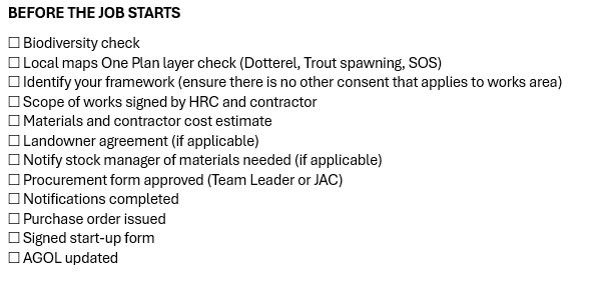 BEFORE THE JOB STARTS
☐ Biodiversity check
☐ Local maps One Plan layer check (Dotterel, Trout spawning, SOS)
☐ Identify your framework (ensure there is no other consent that applies to works area)
☐ Scope of works signed by HRC and contractor
☐ Materials and contractor cost estimate
☐ Landowner agreement (if applicable)
☐ Notify stock manager of materials needed (if applicable)
☐ Procurement form approved (Team Leader or JAC)
☐ Notifications completed
☐ Purchase order issued
☐ Signed start-up form
☐ AGOL updated